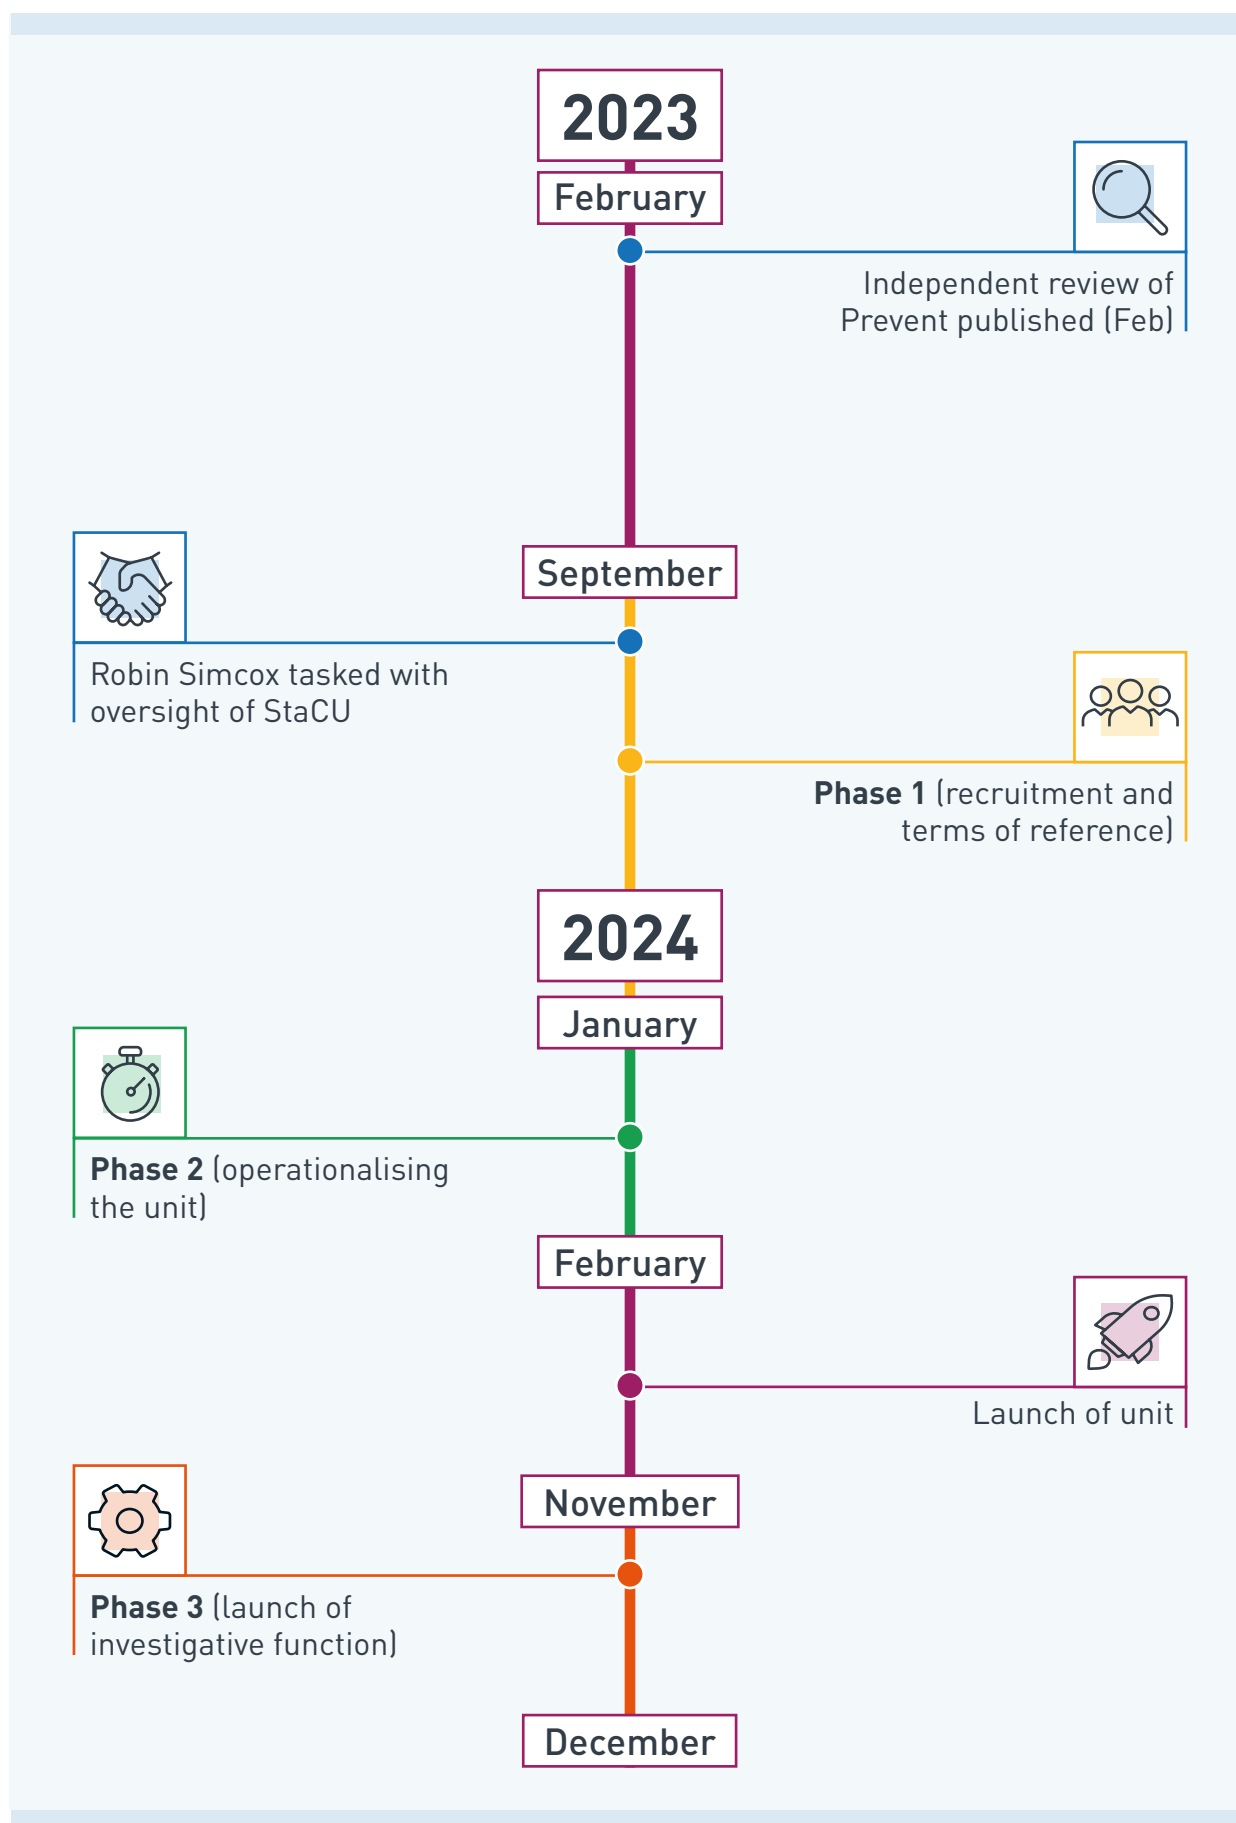 2023
February
Independent review of
Prevent published (Feb)
September
Robin Simcox tasked with
oversight of StaCU
Phase 1 (recruitment and
terms of reference)
2024
January
Phase 2 (operationalising
the unit)
February
Launch of unit
November
Phase 3 (launch of
investigative function)
December